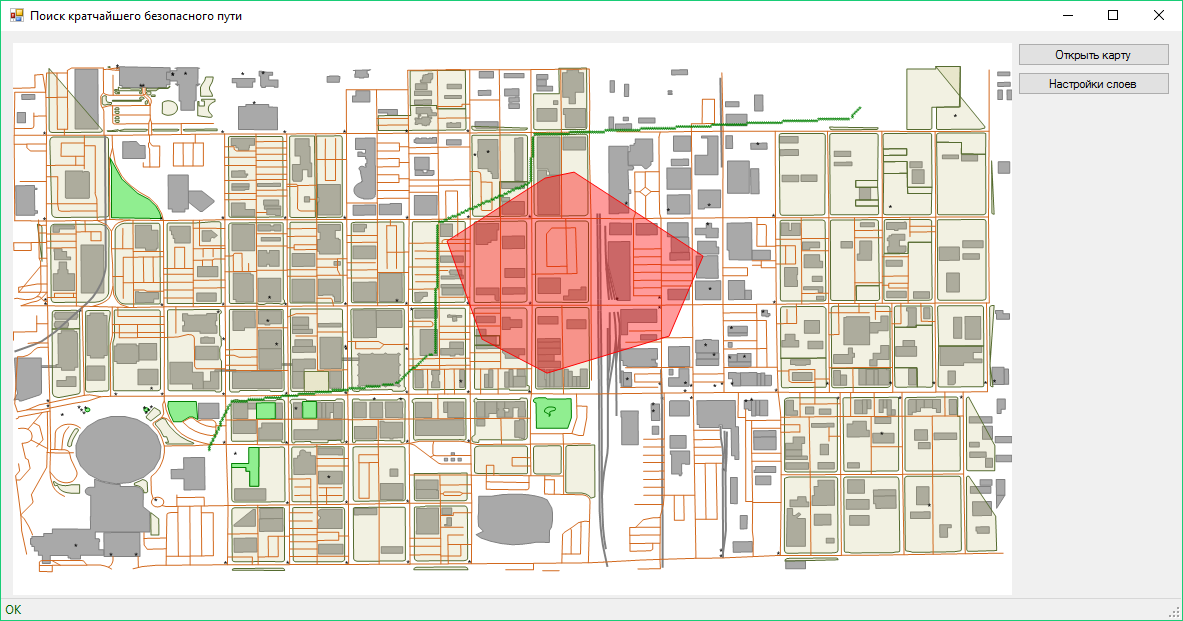 Поиск кратчайшего безопасного пути
Открыть карту
Настройки слоев
OK